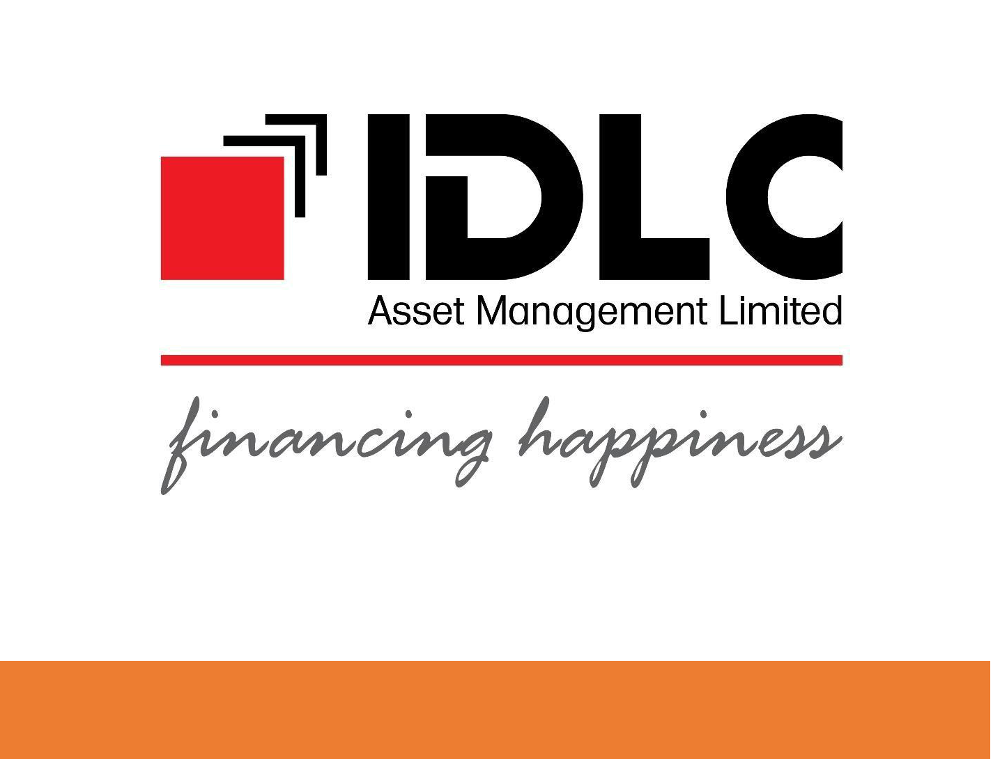 IDLC
Asset Management Limited
financing happiness